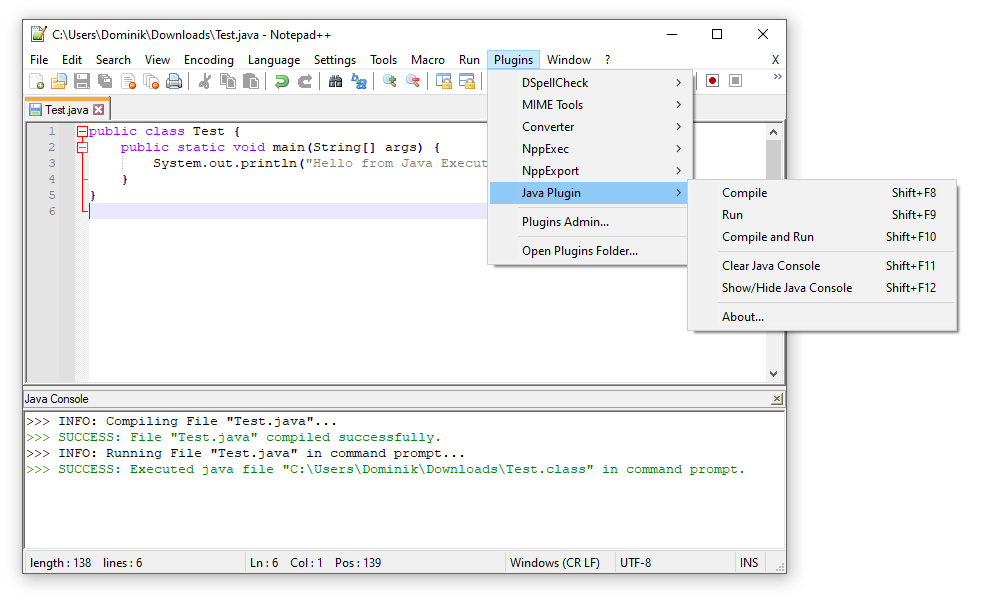 C:\Users\Dominik\Downloads\Test.java - Notepad++
File Edit Search View Encoding Language Settings Tools Macro Run Plugins Window ? X
Test.java
1 public class Test {
2 public static void main(String[] args) {
3 System.out.println("Hello from Java Execut
4 }
5 }
6
DSpellCheck
MIME Tools
Converter
NppExec
NppExport
Java Plugin
Plugins Admin...
Open Plugins Folder...
Compile Shift+F8
Run Shift+F9
Compile and Run Shift+F10
Clear Java Console Shift+F11
Show/Hide Java Console Shift+F12
About...
Java Console
>>> INFO: Compiling File "Test.java"...
>>> SUCCESS: File "Test.java" compiled successfully.
>>> INFO: Running File "Test.java" in command prompt...
>>> SUCCESS: Executed java file "C:\Users\Dominik\Downloads\Test.class" in command prompt.
length : 138 lines : 6 Ln : 6 Col : 1 Pos : 139 Windows (CR LF) UTF-8 INS